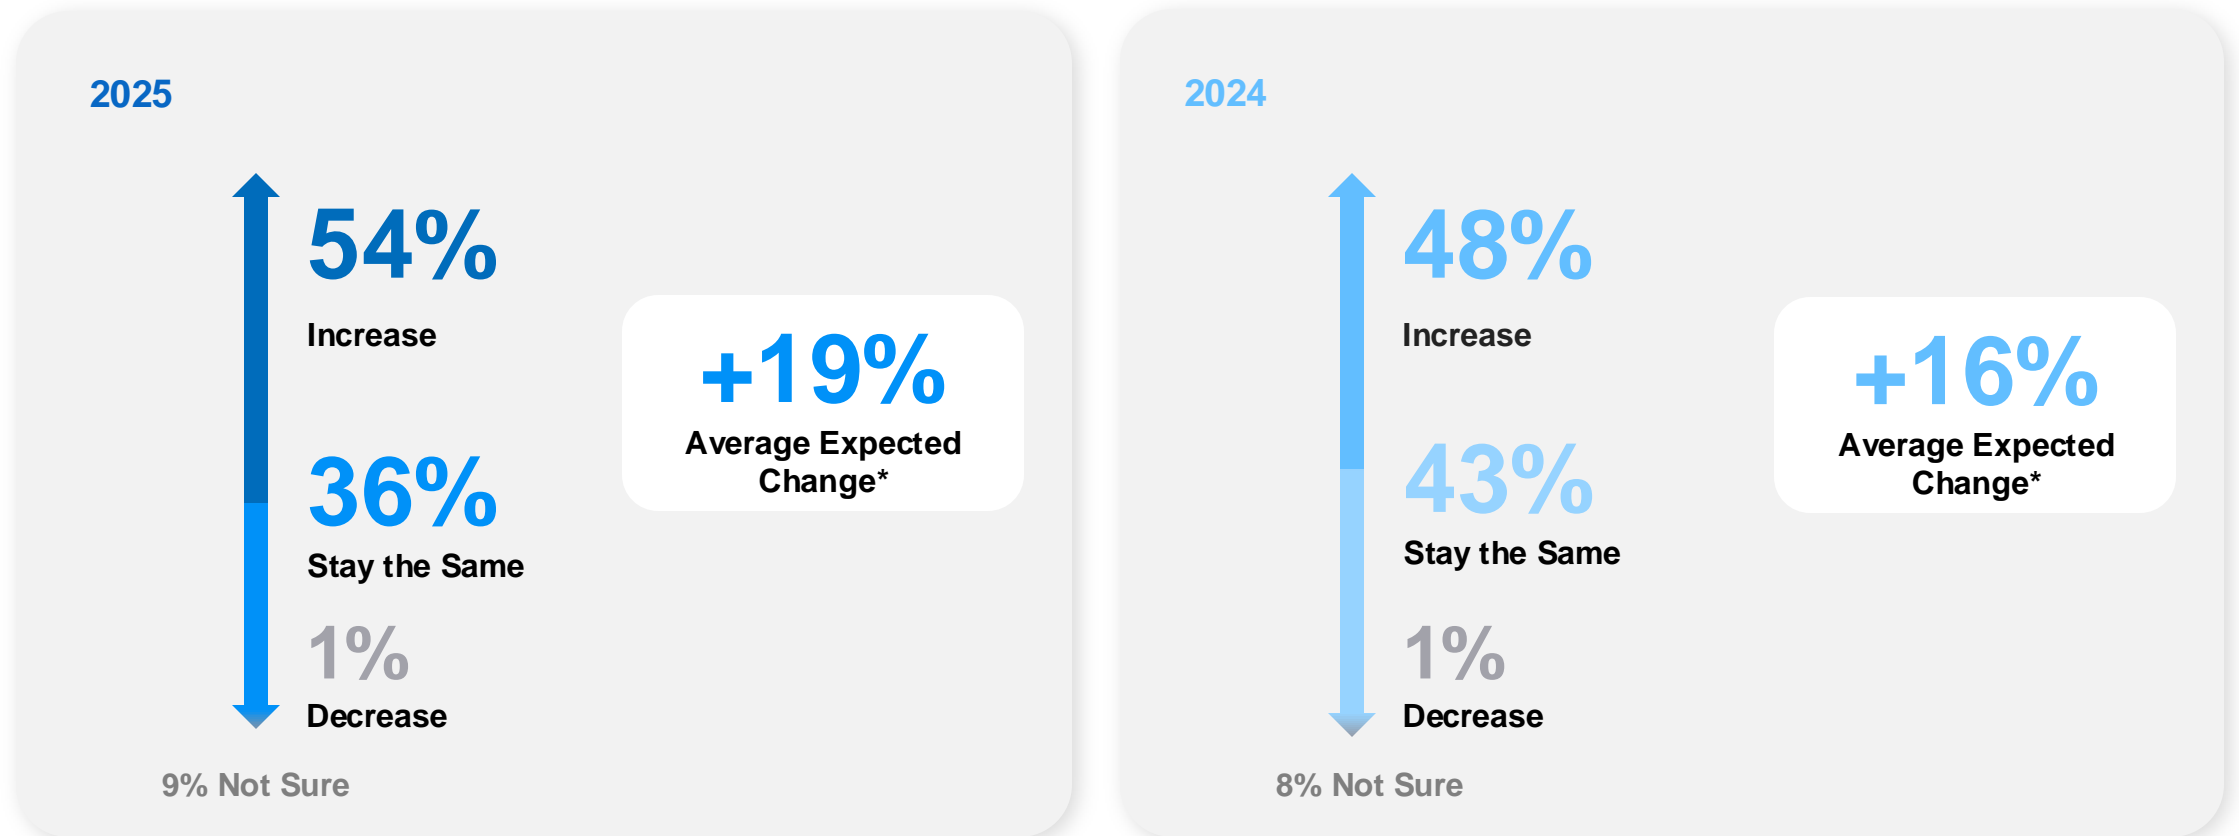 2025
54%
Increase
36%
Stay the Same
1%
Decrease
9% Not Sure
+19%
Average Expected
Change*
2024
48%
Increase
43%
Stay the Same
1%
Decrease
8% Not Sure
+16%
Average Expected
Change*